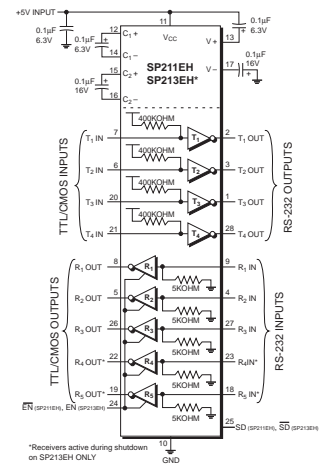 +5V INPUT
11
VCC
0.1µF
6.3V
0.1µF
6.3V
12
C1+
14
C1−
V+
13
0.1µF
6.3V
15
C2+
0.1µF
16V
16
C2−
V−
17
0.1µF
16V
SP211EH
SP213EH*
TTL/CMOS INPUTS
RS-232 OUTPUTS
400KOHM
T1 IN
7
T1
2
T1 OUT
400KOHM
T2 IN
6
T2
3
T2 OUT
400KOHM
T3 IN
20
T3
1
T3 OUT
400KOHM
T4 IN
21
T4
28
T4 OUT
TTL/CMOS OUTPUTS
RS-232 INPUTS
R1 OUT
8
R1
9
R1 IN
5KOHM
R2 OUT
5
R2
4
R2 IN
5KOHM
R3 OUT
26
R3
27
R3 IN
5KOHM
R4 OUT*
22
R4
23
R4IN*
5KOHM
R5 OUT*
19
R5
18
R5 IN*
5KOHM
EN (SP211EH), EN (SP213EH)
24
25
SD (SP211EH), SD (SP213EH)
*Receivers active during shutdown
on SP213EH ONLY
10
GND